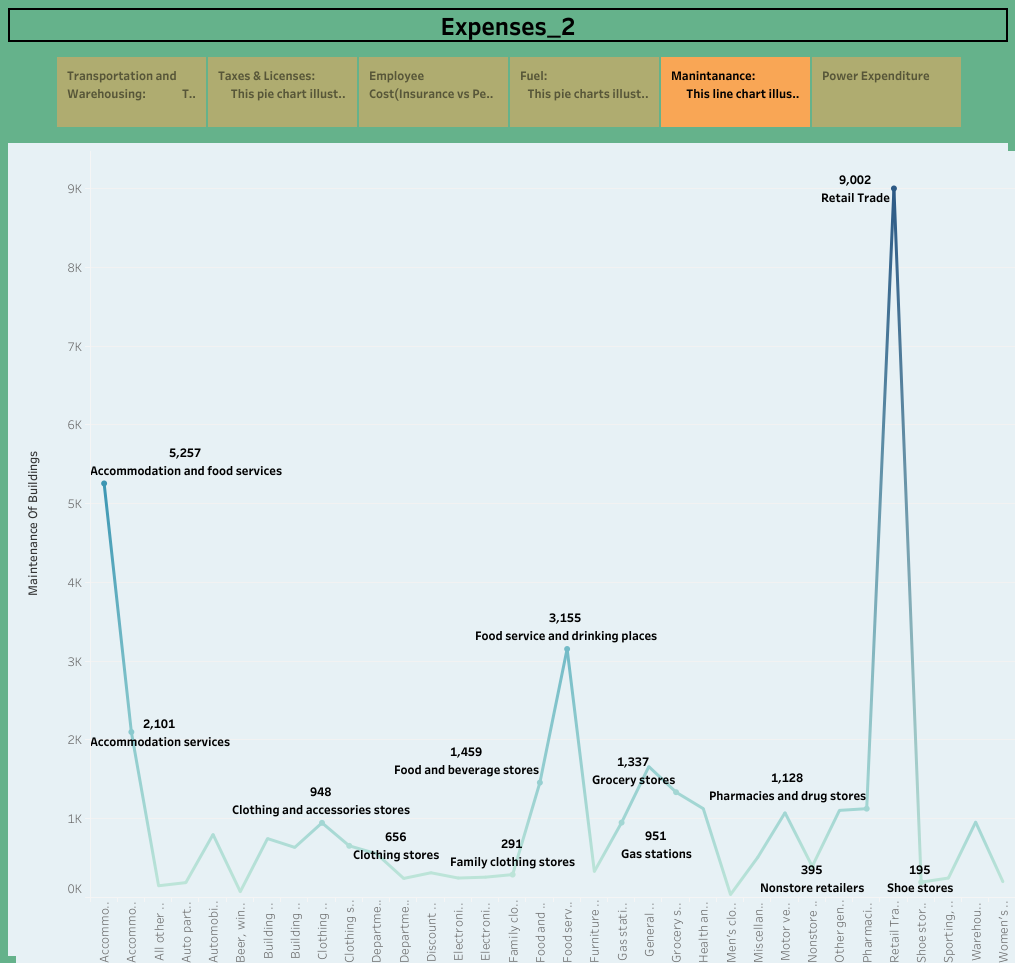 Expenses_2
Transportation and
Warehousing: T..
Taxes & Licenses:
This pie chart illust..
Employee
Cost(Insurance vs Pe..
Fuel:
This pie charts illust..
Manintanance:
This line chart illus..
Power Expenditure
Maintenance Of Buildings
9K
8K
7K
6K
5K
4K
3K
2K
1K
0K
9,002
Retail Trade
5,257
Accommodation and food services
3,155
Food service and drinking places
2,101
Accommodation services
1,459
Food and beverage stores
1,337
Grocery stores
1,128
Pharmacies and drug stores
948
Clothing and accessories stores
656
Clothing stores
291
Family clothing stores
951
Gas stations
395
Nonstore retailers
195
Shoe stores
Accommo..
Accommo..
All other ..
Auto part..
Automobi..
Beer, win..
Building ..
Building ..
Clothing ..
Clothing s..
Departme..
Departme..
Discount ..
Electroni..
Electroni..
Family clo..
Food and ..
Food serv..
Furniture ..
Gas stati..
General ..
Grocery s..
Health an..
Men's clo..
Miscellan..
Motor ve..
Nonstore ..
Other gen..
Pharmaci..
Retail Tra..
Shoe stor..
Sporting, ..
Warehou..
Women's ..